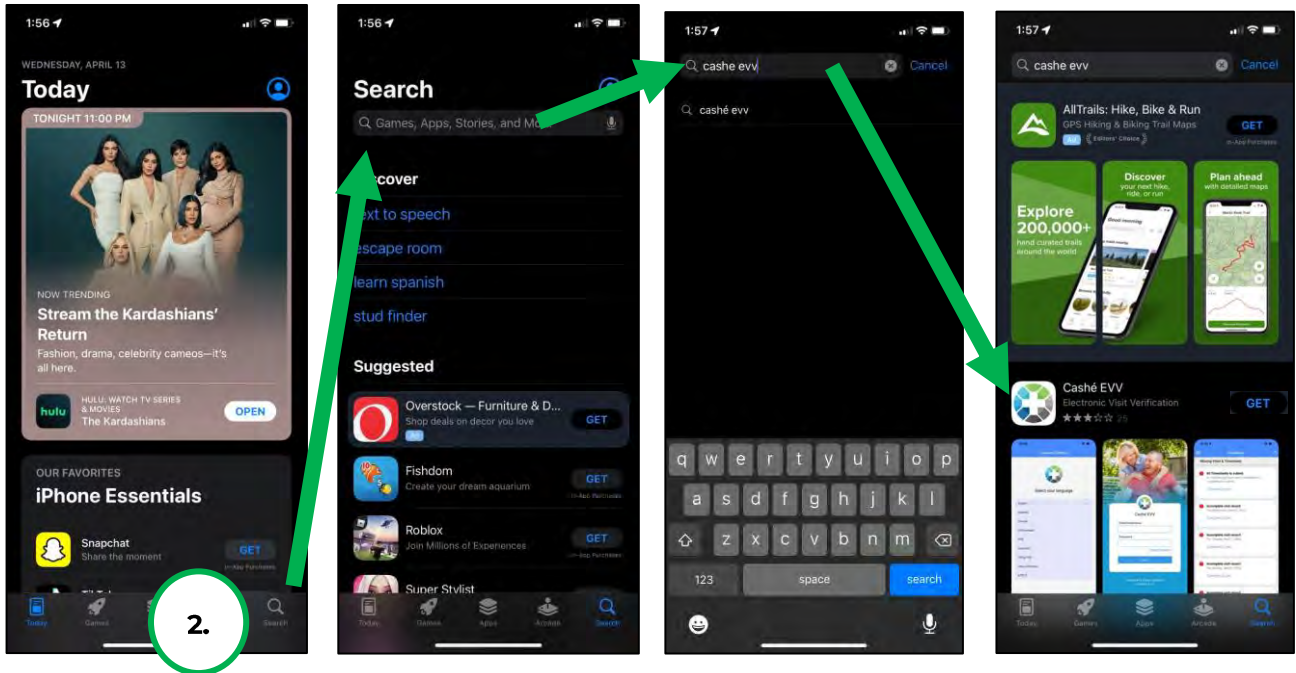 1:56
WEDNESDAY, APRIL 13
Today
TONIGHT 11:00 PM
NOW TRENDING
Stream the Kardashians'
Return
Fashion, drama, celebrity cameos—it's
all here.
hulu
HULU: WATCH TV SERIES
& MOVIES
The Kardashians
OPEN
OUR FAVORITES
iPhone Essentials
Snapchat
Share the moment
GET
In-App Purchases
Today
Games
Search
2.
1:56
Search
Games, Apps, Stories, and Mo
cover
ext to speech
escape room
learn spanish
stud finder
Suggested
Overstock — Furniture & D...
Shop deals on decor you love
Ad
GET
Fishdom
Create your dream aquarium
GET
In-App Purchases
Roblox
Join Millions of Experiences
GET
In-App Purchases
Super Stylist
Today
Games
Apps
Arcade
Search
1:57
cashe evv
Cancel
cashé evv
q w e r t y u i o p
a s d f g h j k l
z x c v b n m
123
space
search
1:57
cashe evv
Cancel
AllTrails: Hike, Bike & Run
GPS Hiking & Biking Trail Maps
Ad
Editors' Choice
GET
In-App Purchases
Explore
200,000+
hand curated trails
around the world
Discover
your next hike,
ride, or run
Good morning
Plan ahead
with detailed maps
Cashé EVV
Electronic Visit Verification
25
GET
Select your language
Cashé EVV
Today
Games
Apps
Arcade
Search